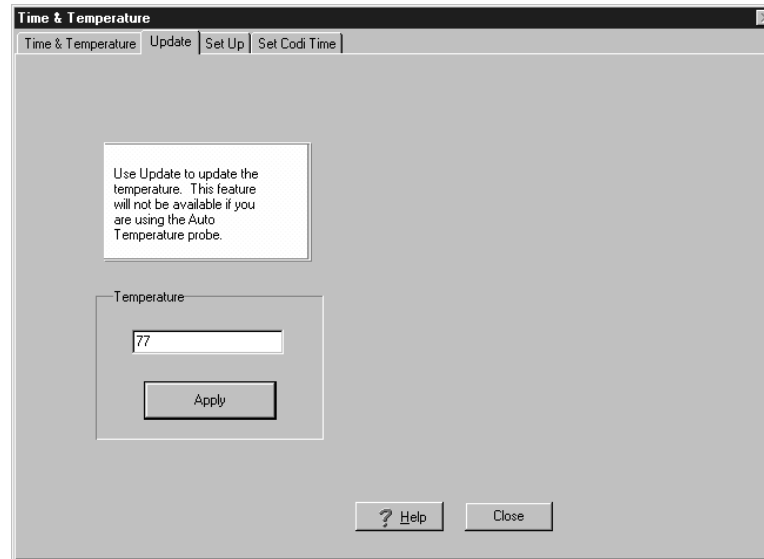 Time & Temperature
Time & Temperature Update Set Up Set Codi Time
Use Update to update the
temperature. This feature
will not be available if you
are using the Auto
Temperature probe.
Temperature
77
Apply
? Help Close